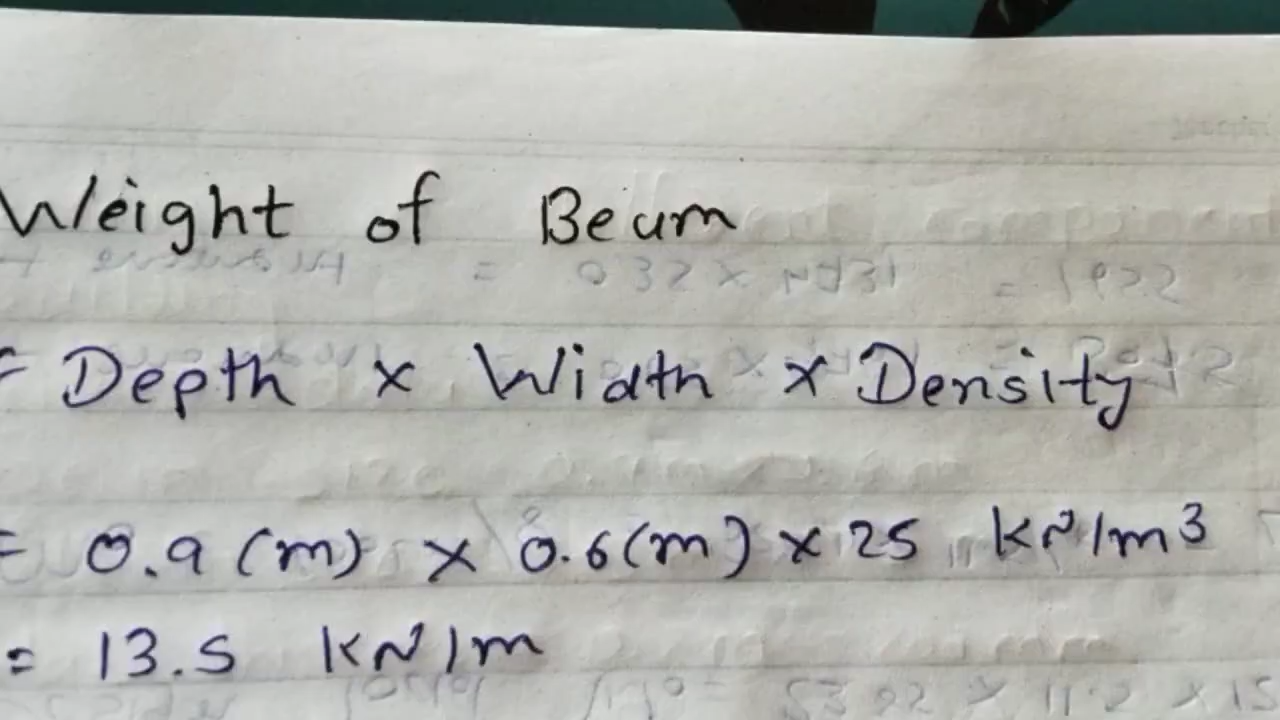 Weight of Beam
= Depth x Width x Density
= 0.9 (m) x 0.6 (m) x 25 kN/m3
= 13.5 kN/m